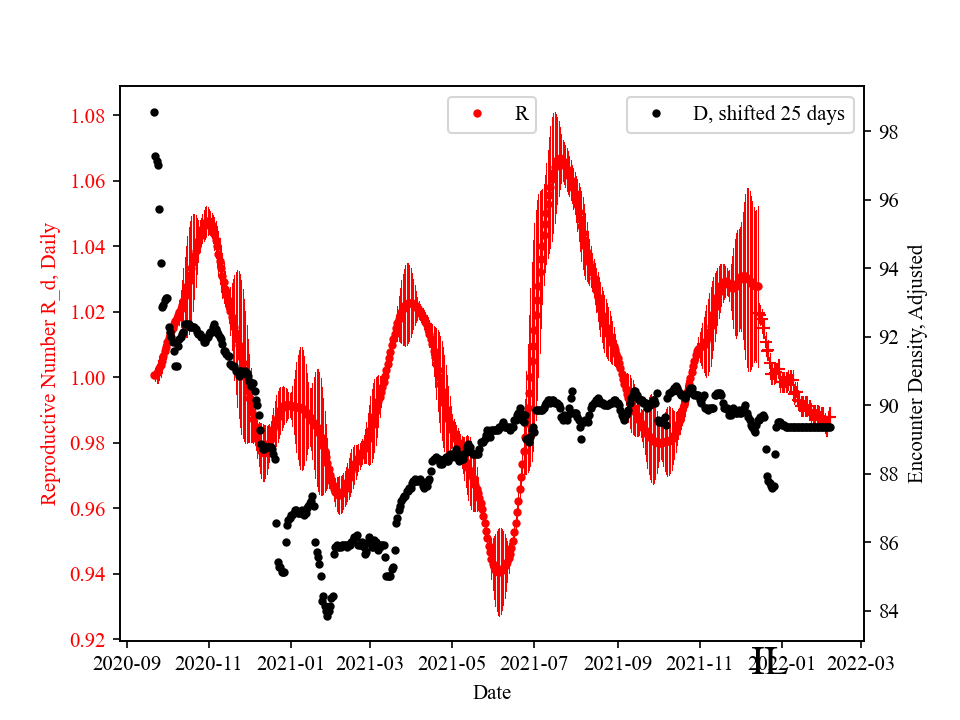 R
D, shifted 25 days
Reproductive Number R_d, Daily
1.08
1.06
1.04
1.02
1.00
0.98
0.96
0.94
0.92
98
96
94
92
90
88
86
84
Encounter Density, Adjusted
2020-09 2020-11 2021-01 2021-03 2021-05 2021-07 2021-09 2021-11 2022-01 2022-03
IL
Date